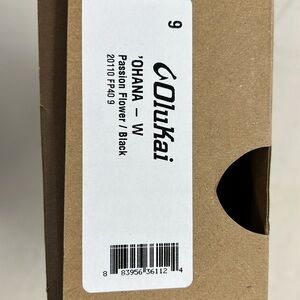 9
OluKai
'OHANA – W
Passion Flower / Black
20110 FP40 9
8 83956 36112 4